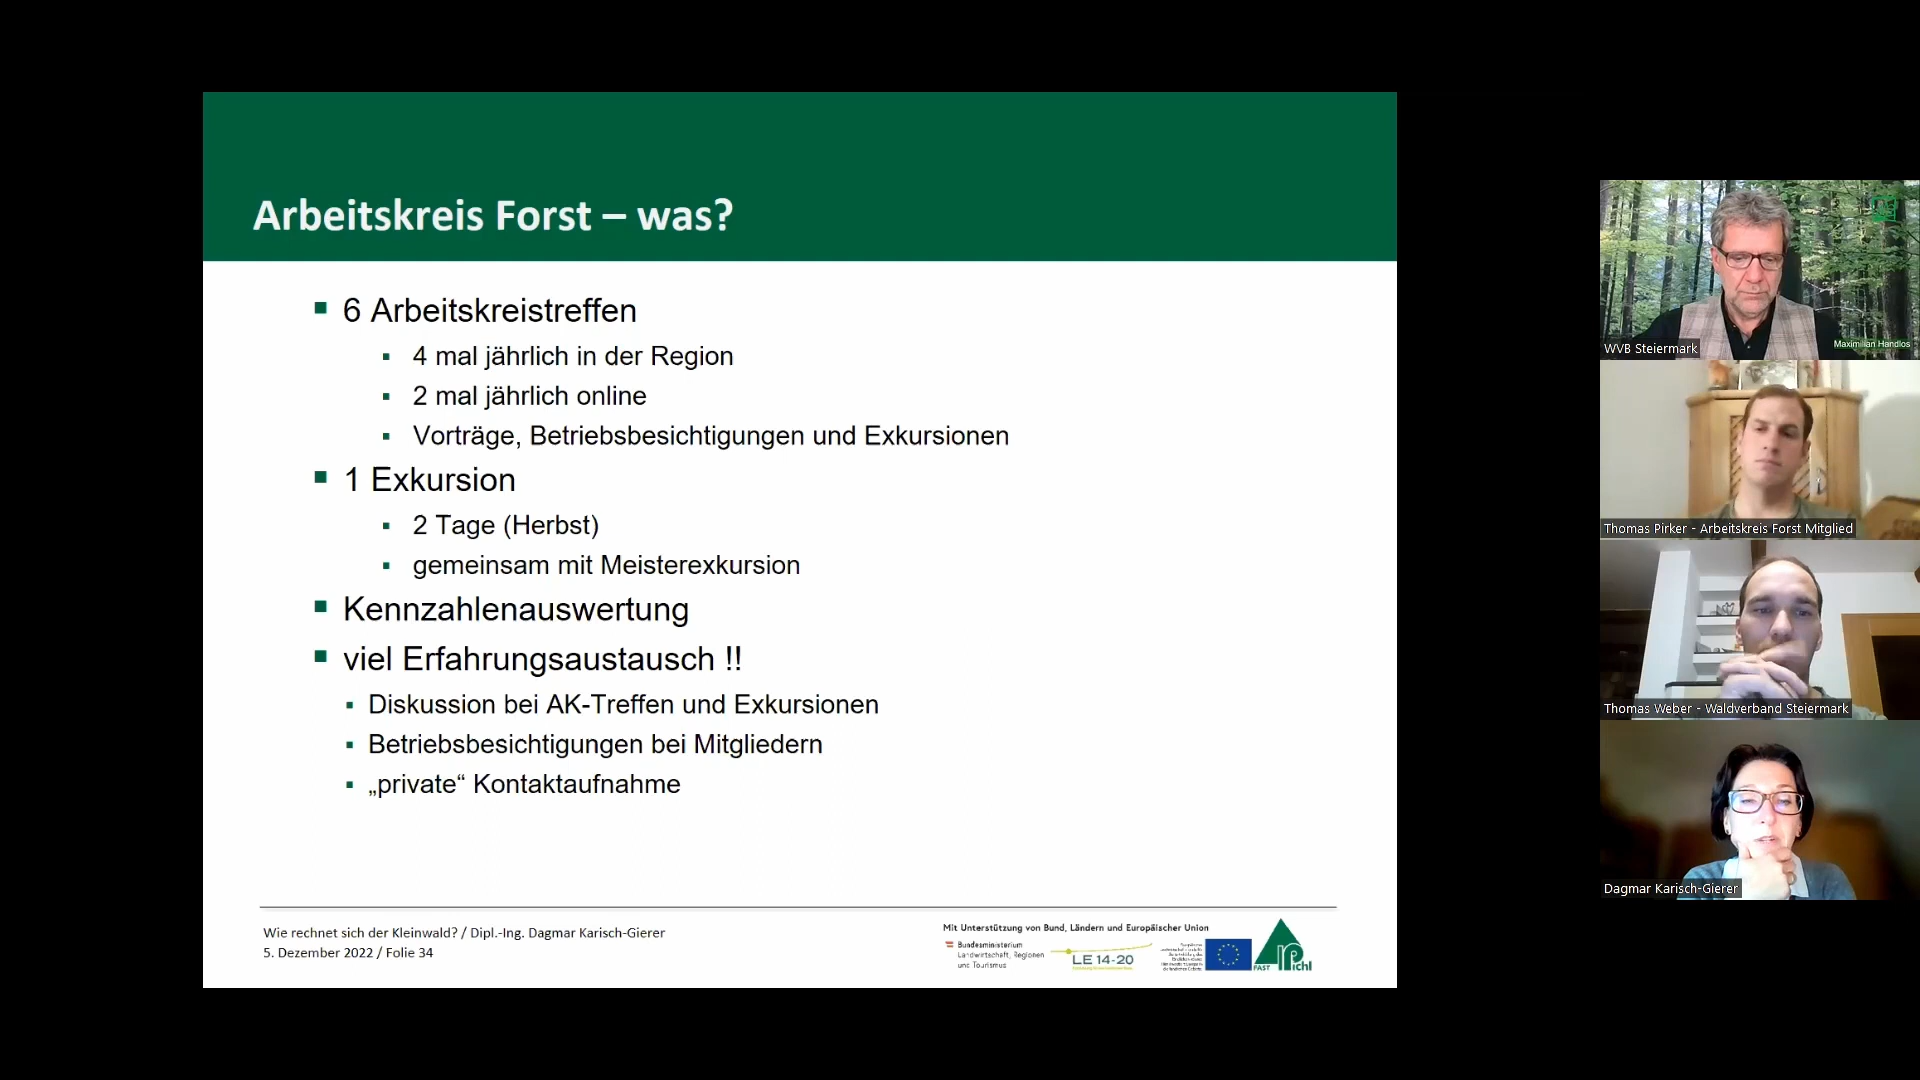 Arbeitskreis Forst – was?
6 Arbeitskreistreffen
4 mal jährlich in der Region
2 mal jährlich online
Vorträge, Betriebsbesichtigungen und Exkursionen
1 Exkursion
2 Tage (Herbst)
gemeinsam mit Meisterexkursion
Kennzahlenauswertung
viel Erfahrungsaustausch !!
Diskussion bei AK-Treffen und Exkursionen
Betriebsbesichtigungen bei Mitgliedern
„private“ Kontaktaufnahme
Wie rechnet sich der Kleinwald? / Dipl.-Ing. Dagmar Karisch-Gierer
5. Dezember 2022 / Folie 34
Mit Unterstützung von Bund, Ländern und Europäischer Union
Bundesministerium
Landwirtschaft, Regionen
und Tourismus
LE 14-20
FAST Pichl
Maximilian Handlos
WVB Steiermark
Thomas Pirker - Arbeitskreis Forst Mitglied
Thomas Weber - Waldverband Steiermark
Dagmar Karisch-Gierer